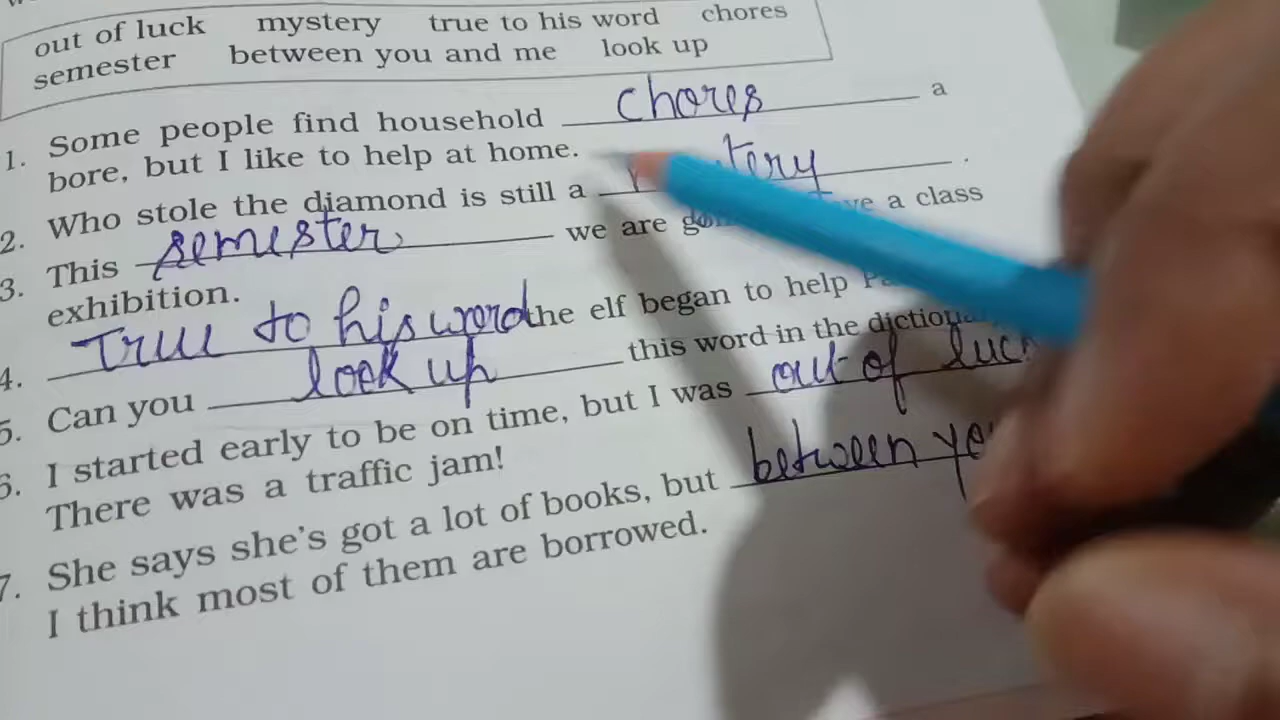 out of luck mystery true to his word chores
semester between you and me look up
1. Some people find household chores a
bore, but I like to help at home.
2. Who stole the diamond is still a .
3. This semester we are a class
exhibition.
4. True to his word the elf began to help
5. Can you look up this word in the
6. I started early to be on time, but I was out of
There was a traffic jam!
7. She says she's got a lot of books, but between
I think most of them are borrowed.